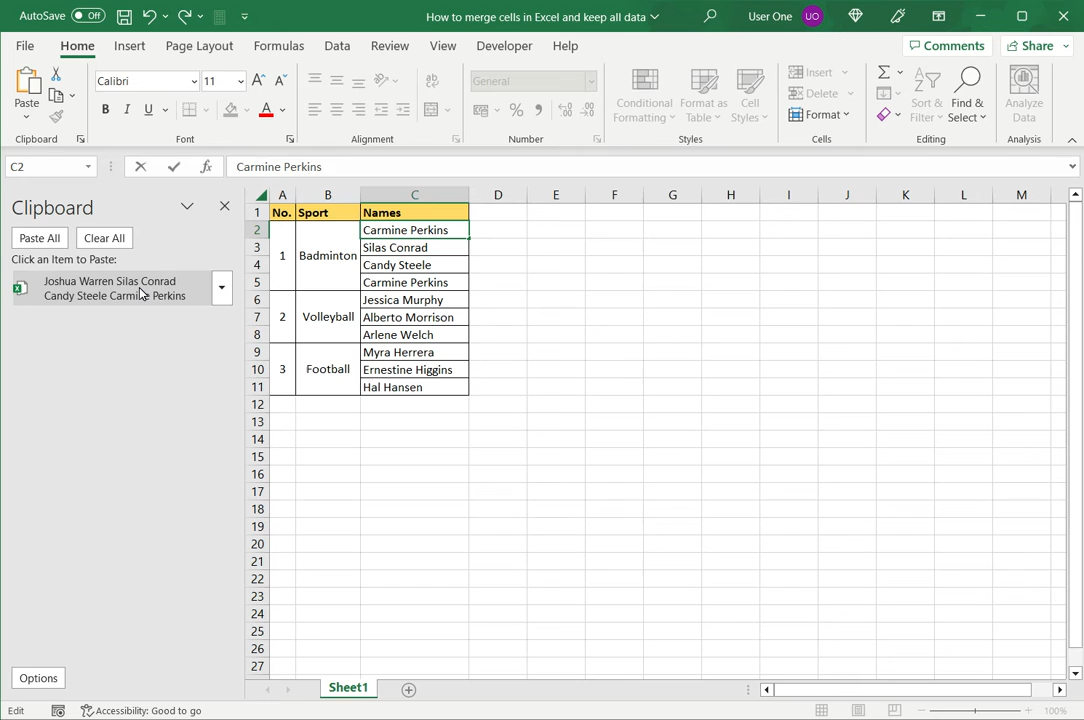 AutoSave Off How to merge cells in Excel and keep all data User One UO
File Home Insert Page Layout Formulas Data Review View Developer Help Comments Share
Calibri 11 General
Paste
Conditional Formatting
Format as Table
Cell Styles
Insert
Delete
Format
Sort & Filter
Find & Select
Analyze Data
Clipboard Font Alignment Number Styles Cells Editing Analysis
C2 fx Carmine Perkins
Clipboard
Paste All Clear All
Click an Item to Paste:
Joshua Warren Silas Conrad
Candy Steele Carmine Perkins
Options
A B C D E F G H I J K L M
1 No. Sport Names
2 Carmine Perkins
3 Silas Conrad
1 Badminton
4 Candy Steele
5 Carmine Perkins
6 Jessica Murphy
7 2 Volleyball Alberto Morrison
8 Arlene Welch
9 Myra Herrera
10 3 Football Ernestine Higgins
11 Hal Hansen
12
13
14
15
16
17
18
19
20
21
22
23
24
25
26
27
Sheet1
Edit Accessibility: Good to go 100%